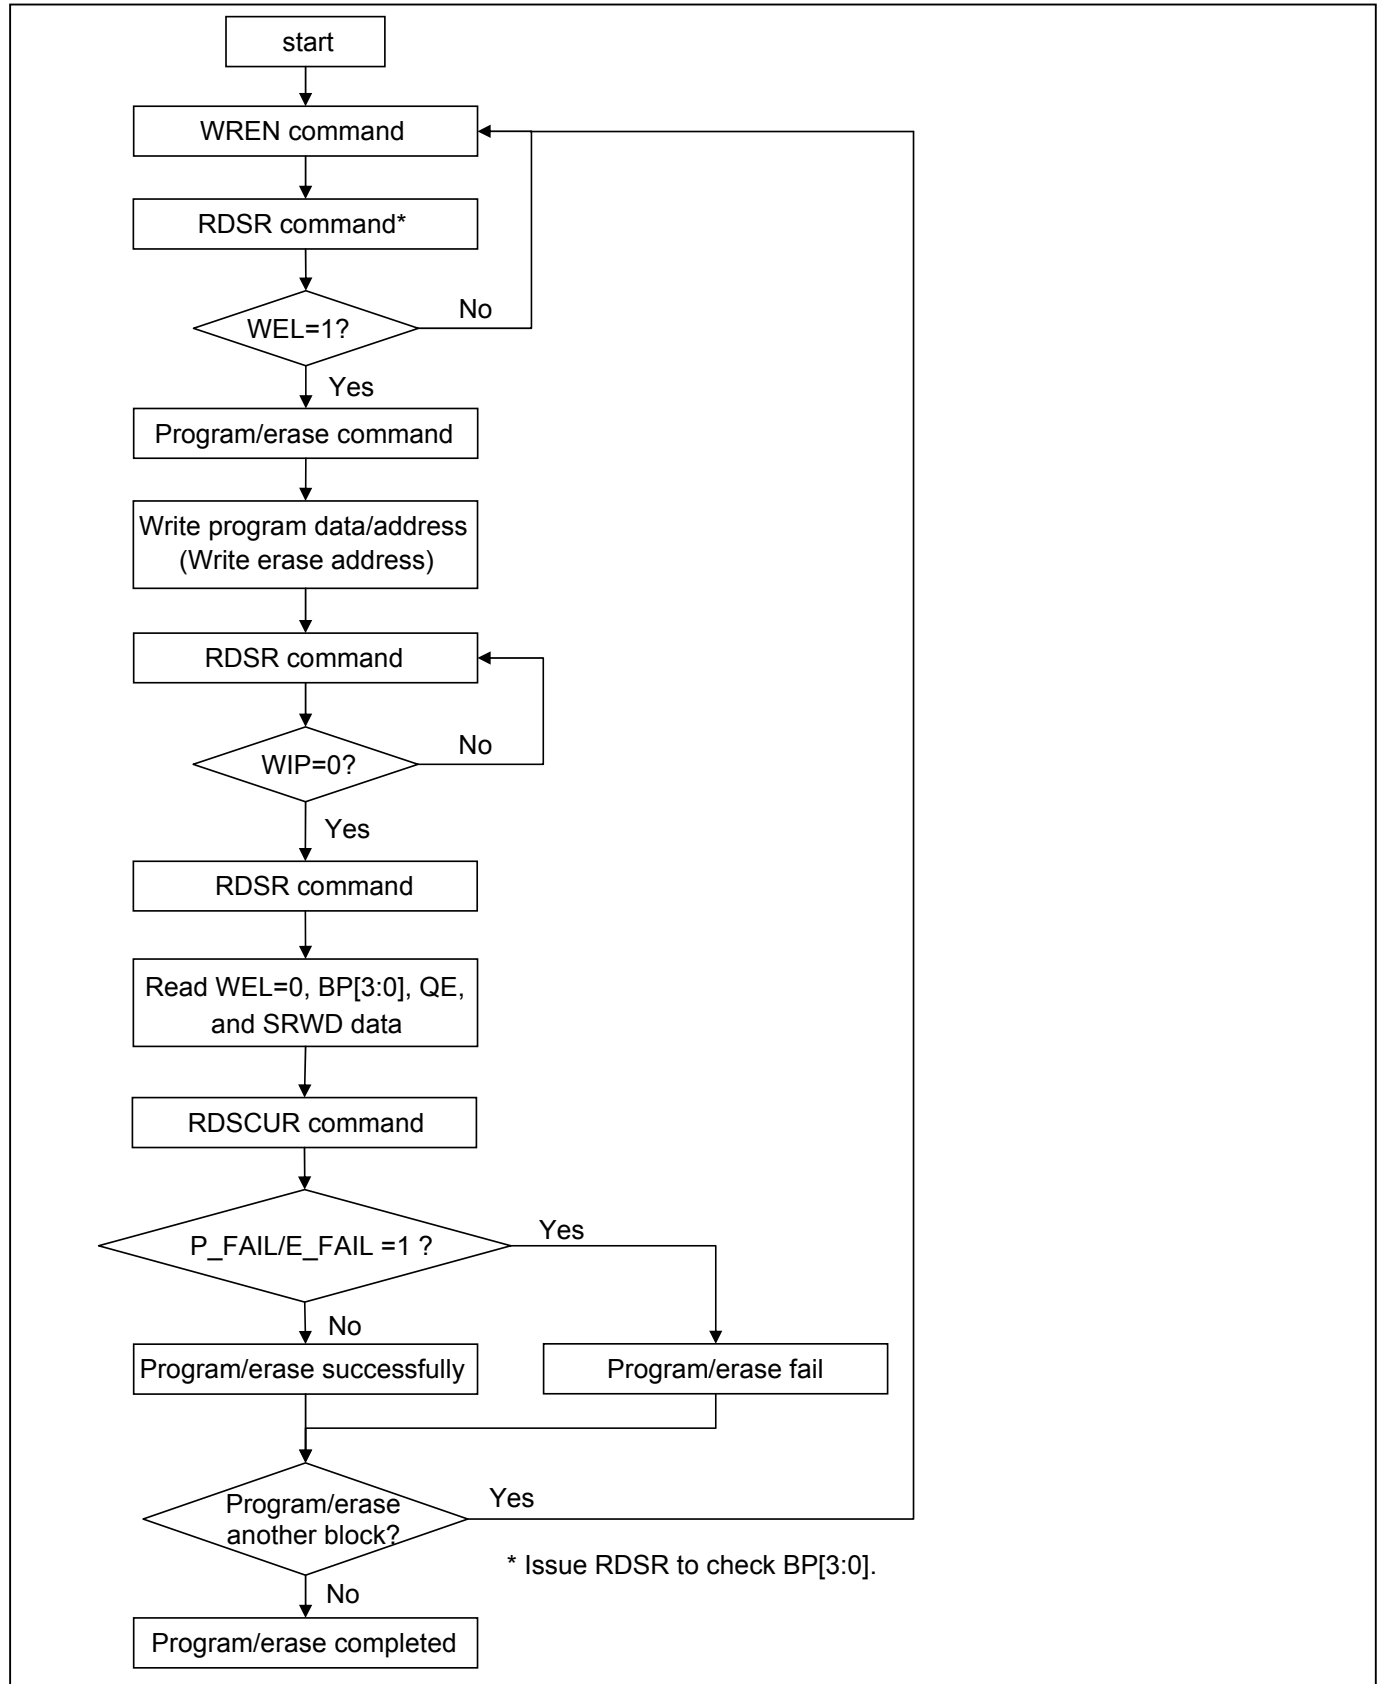 start
WREN command
RDSR command*
WEL=1?
No
Yes
Program/erase command
Write program data/address
(Write erase address)
RDSR command
WIP=0?
No
Yes
RDSR command
Read WEL=0, BP[3:0], QE,
and SRWD data
RDSCUR command
P_FAIL/E_FAIL =1 ?
Yes
No
Program/erase successfully
Program/erase fail
Program/erase
another block?
Yes
* Issue RDSR to check BP[3:0].
No
Program/erase completed